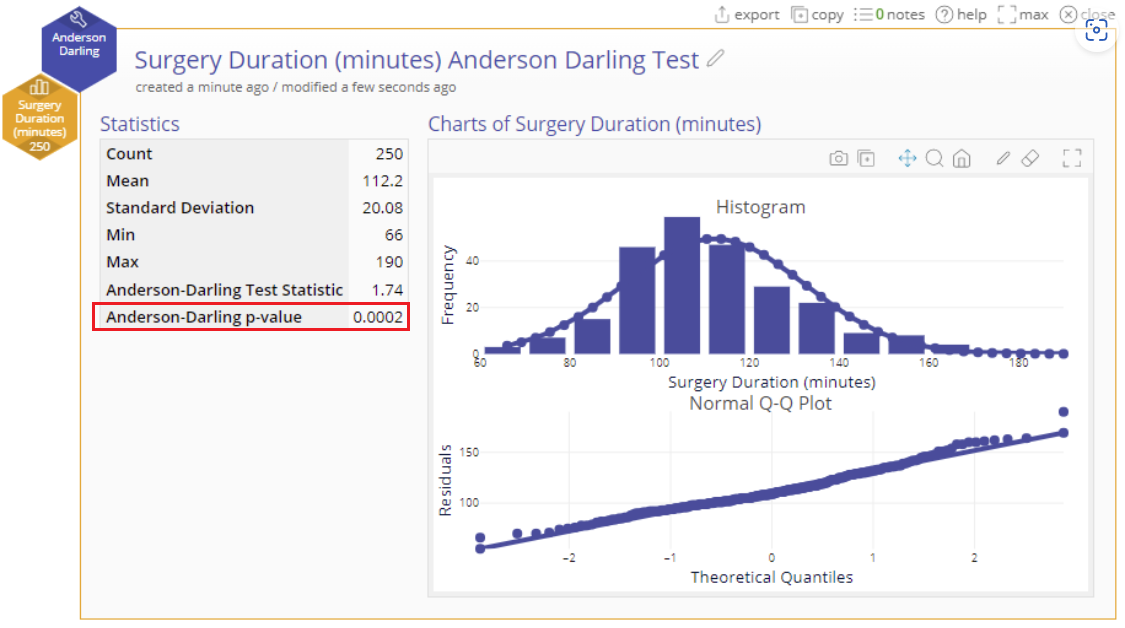 export copy 0 notes help max close
Anderson
Darling
Surgery Duration (minutes) Anderson Darling Test
created a minute ago / modified a few seconds ago
Surgery
Duration
(minutes)
250
Statistics
Count 250
Mean 112.2
Standard Deviation 20.08
Min 66
Max 190
Anderson-Darling Test Statistic 1.74
Anderson-Darling p-value 0.0002
Charts of Surgery Duration (minutes)
Histogram
Frequency
40
20
0
60 80 100 120 140 160 180
Surgery Duration (minutes)
Normal Q-Q Plot
Residuals
150
100
−2 −1 0 1 2
Theoretical Quantiles